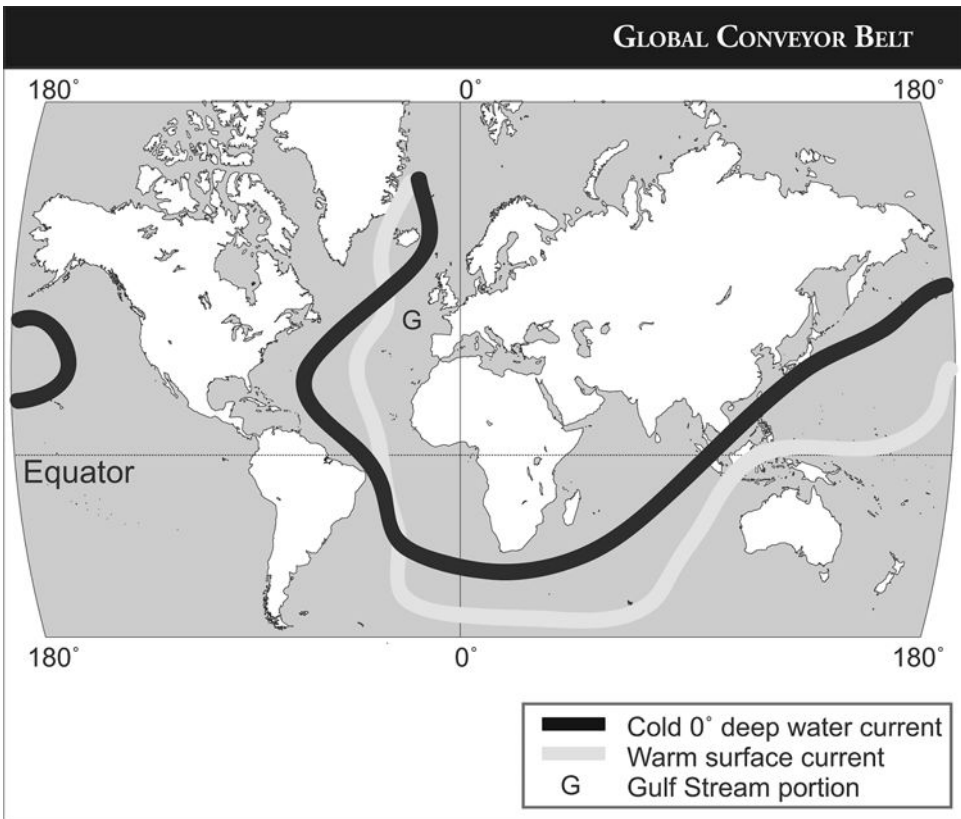 GLOBAL CONVEYOR BELT
180° 0° 180°
G
Equator
180° 0° 180°
Cold 0° deep water current
Warm surface current
G Gulf Stream portion